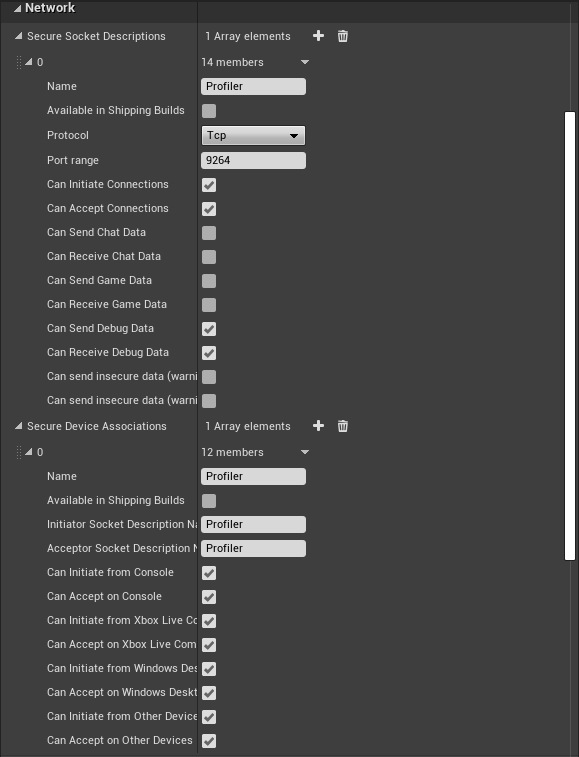 Network
Secure Socket Descriptions 1 Array elements
0 14 members
Name Profiler
Available in Shipping Builds
Protocol Tcp
Port range 9264
Can Initiate Connections
Can Accept Connections
Can Send Chat Data
Can Receive Chat Data
Can Send Game Data
Can Receive Game Data
Can Send Debug Data
Can Receive Debug Data
Can send insecure data (warni
Can send insecure data (warni
Secure Device Associations 1 Array elements
0 12 members
Name Profiler
Available in Shipping Builds
Initiator Socket Description Na Profiler
Acceptor Socket Description N Profiler
Can Initiate from Console
Can Accept on Console
Can Initiate from Xbox Live Co
Can Accept on Xbox Live Com
Can Initiate from Windows Des
Can Accept on Windows Deskt
Can Initiate from Other Device
Can Accept on Other Devices